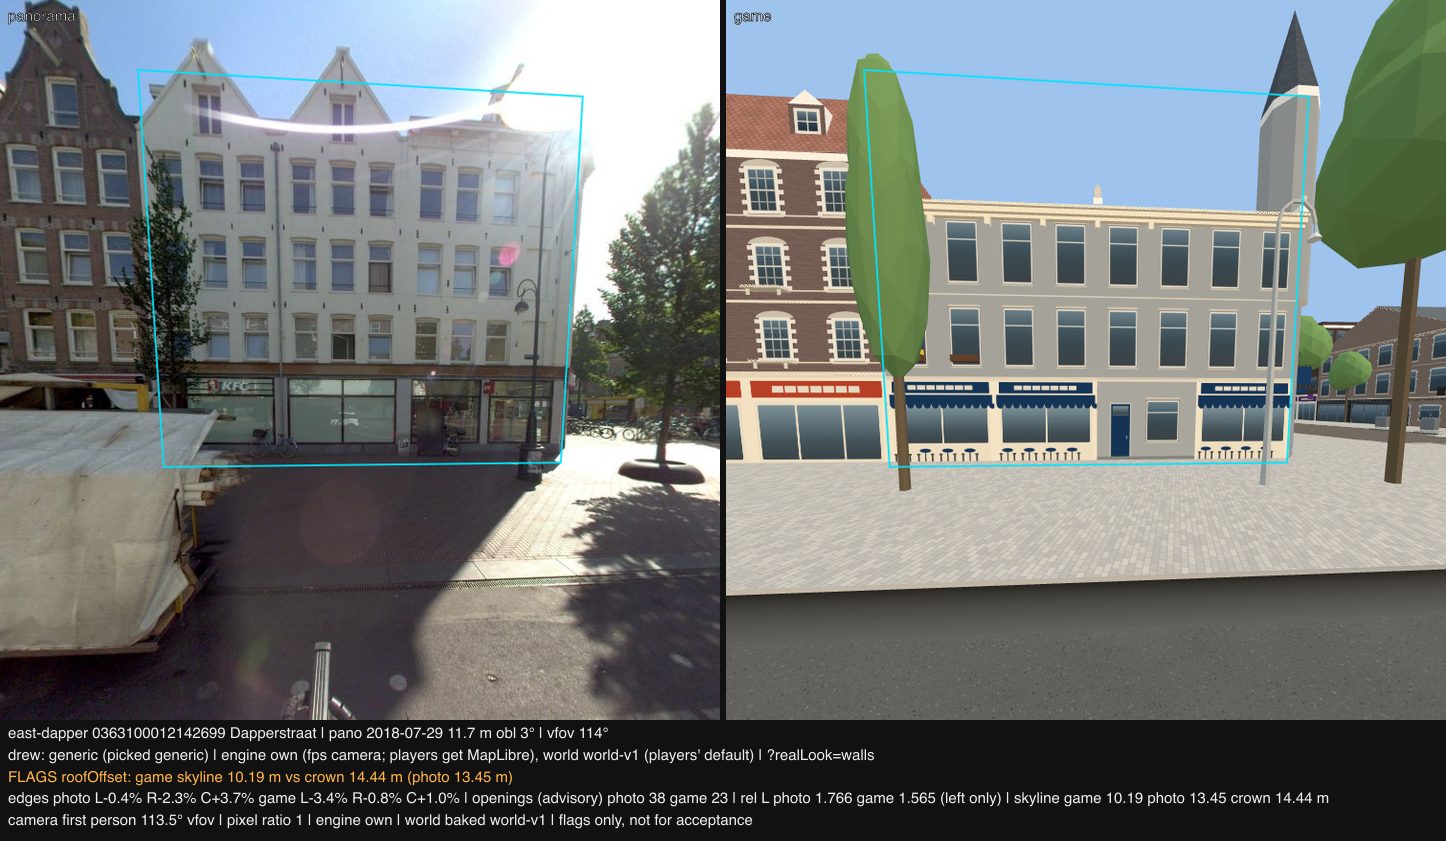 panorama
game
KFC
east-dapper 0363100012142699 Dapperstraat | pano 2018-07-29 11.7 m obl 3° | vfov 114°
drew: generic (picked generic) | engine own (fps camera; players get MapLibre), world world-v1 (players' default) | ?realLook=walls
FLAGS roofOffset: game skyline 10.19 m vs crown 14.44 m (photo 13.45 m)
edges photo L-0.4% R-2.3% C+3.7% game L-3.4% R-0.8% C+1.0% | openings (advisory) photo 38 game 23 | rel L photo 1.766 game 1.565 (left only) | skyline game 10.19 photo 13.45 crown 14.44 m
camera first person 113.5° vfov | pixel ratio 1 | engine own | world baked world-v1 | flags only, not for acceptance